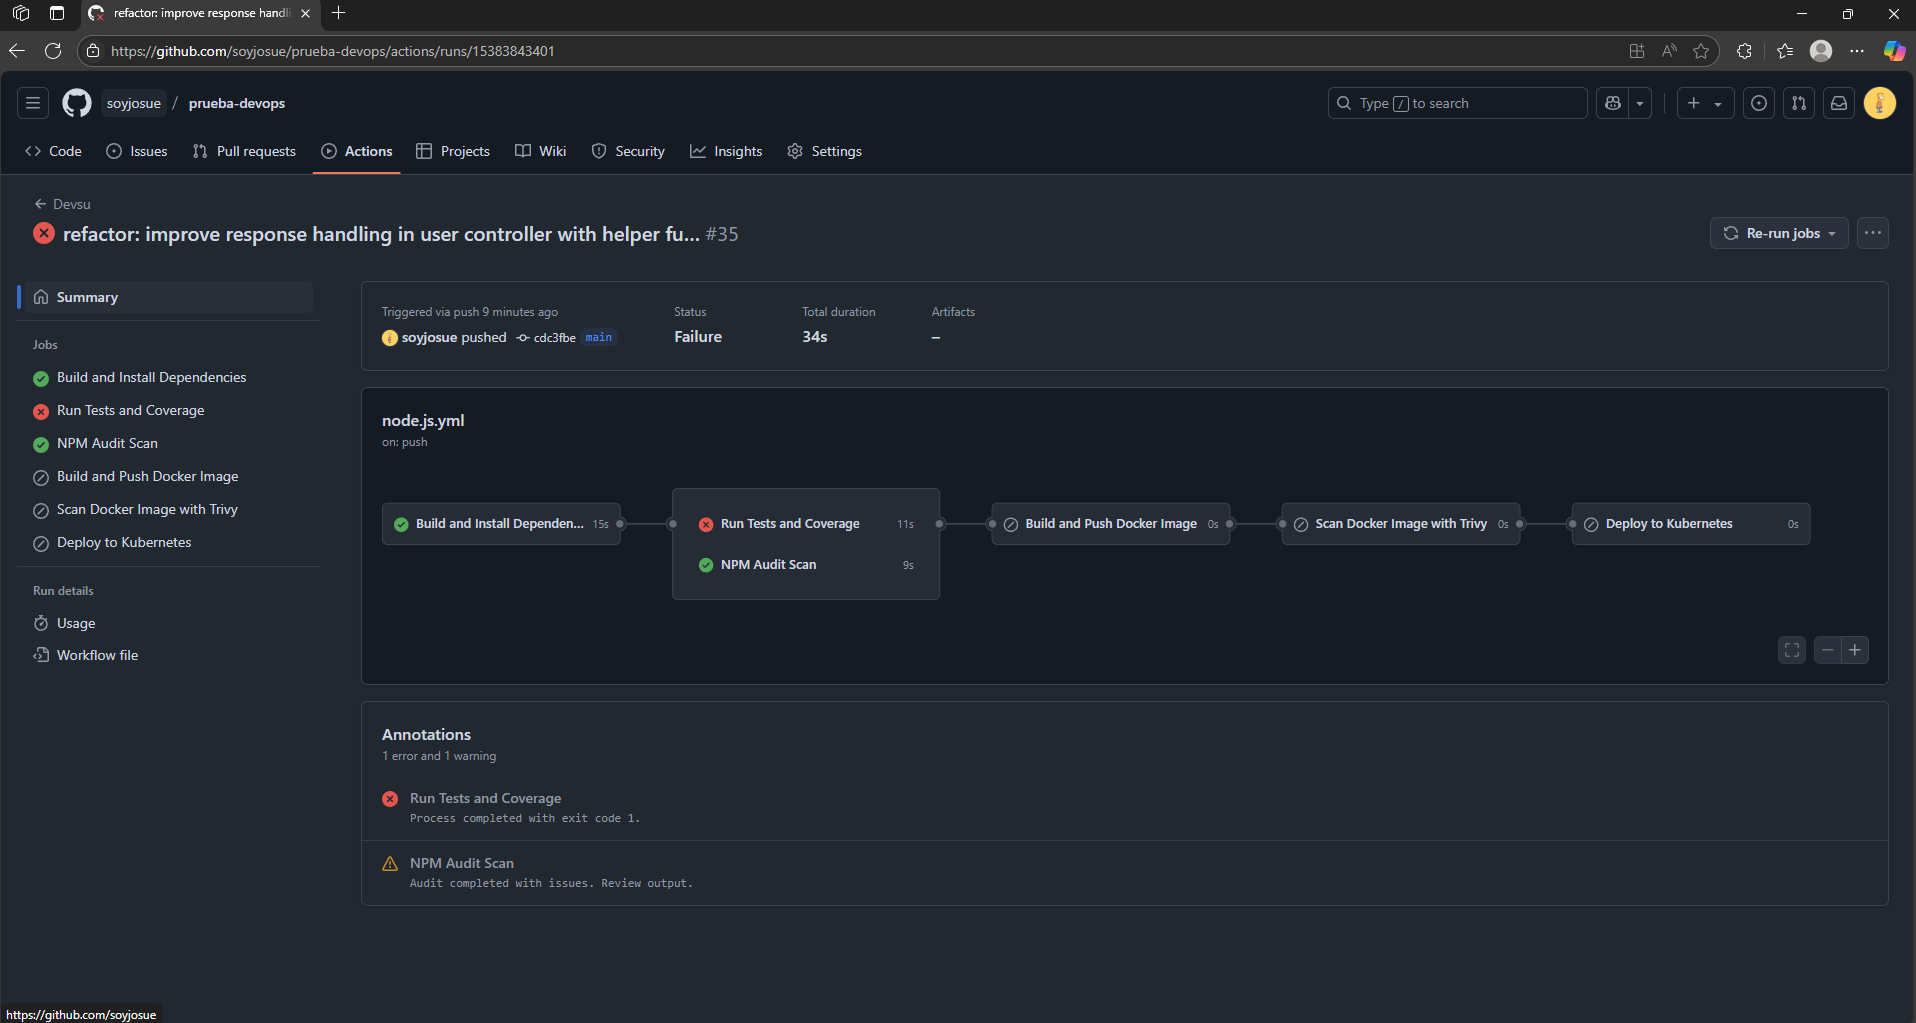 refactor: improve response handli
https://github.com/soyjosue/prueba-devops/actions/runs/15383843401
soyjosue / prueba-devops
Type / to search
Code
Issues
Pull requests
Actions
Projects
Wiki
Security
Insights
Settings
Devsu
refactor: improve response handling in user controller with helper fu... #35
Re-run jobs
Summary
Jobs
Build and Install Dependencies
Run Tests and Coverage
NPM Audit Scan
Build and Push Docker Image
Scan Docker Image with Trivy
Deploy to Kubernetes
Run details
Usage
Workflow file
Triggered via push 9 minutes ago
soyjosue pushed cdc3fbe main
Status
Failure
Total duration
34s
Artifacts
–
node.js.yml
on: push
Build and Install Dependen... 15s
Run Tests and Coverage 11s
NPM Audit Scan 9s
Build and Push Docker Image 0s
Scan Docker Image with Trivy 0s
Deploy to Kubernetes 0s
Annotations
1 error and 1 warning
Run Tests and Coverage
Process completed with exit code 1.
NPM Audit Scan
Audit completed with issues. Review output.
https://github.com/soyjosue